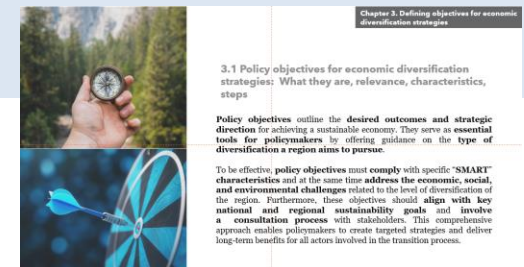 Chapter 3. Defining objectives for economic
diversification strategies
3.1 Policy objectives for economic diversification
strategies: What they are, relevance, characteristics,
steps
Policy objectives outline the desired outcomes and strategic
direction for achieving a sustainable economy. They serve as essential
tools for policymakers by offering guidance on the type of
diversification a region aims to pursue.
To be effective, policy objectives must comply with specific "SMART"
characteristics and at the same time address the economic, social,
and environmental challenges related to the level of diversification of
the region. Furthermore, these objectives should align with key
national and regional sustainability goals and involve
a consultation process with stakeholders. This comprehensive
approach enables policymakers to create targeted strategies and deliver
long-term benefits for all actors involved in the transition process.